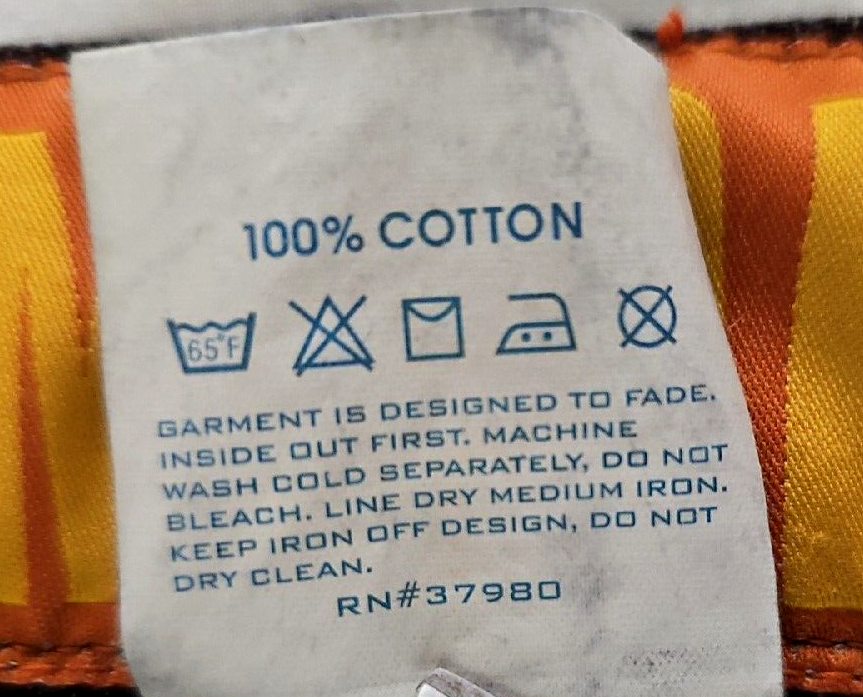 100% COTTON
65°F
GARMENT IS DESIGNED TO FADE.
INSIDE OUT FIRST. MACHINE
WASH COLD SEPARATELY, DO NOT
BLEACH. LINE DRY MEDIUM IRON.
KEEP IRON OFF DESIGN, DO NOT
DRY CLEAN.
RN#37980